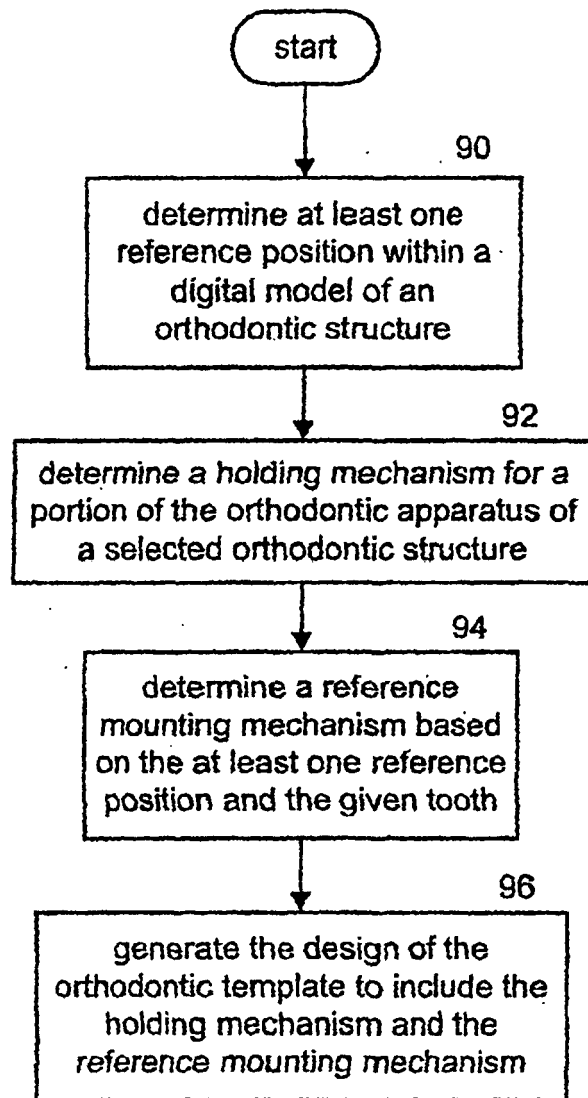 start
90
determine at least one
reference position within a
digital model of an
orthodontic structure
92
determine a holding mechanism for a
portion of the orthodontic apparatus of
a selected orthodontic structure
94
determine a reference
mounting mechanism based
on the at least one reference
position and the given tooth
96
generate the design of the
orthodontic template to include the
holding mechanism and the
reference mounting mechanism